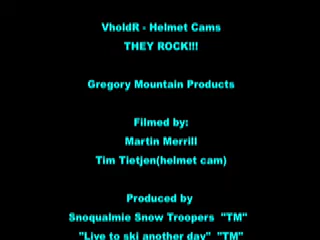 VholdR - Helmet Cams
THEY ROCK!!!
Gregory Mountain Products
Filmed by:
Martin Merrill
Tim Tietjen(helmet cam)
Produced by
Snoqualmie Snow Troopers "TM"
"Live to ski another day" "TM"